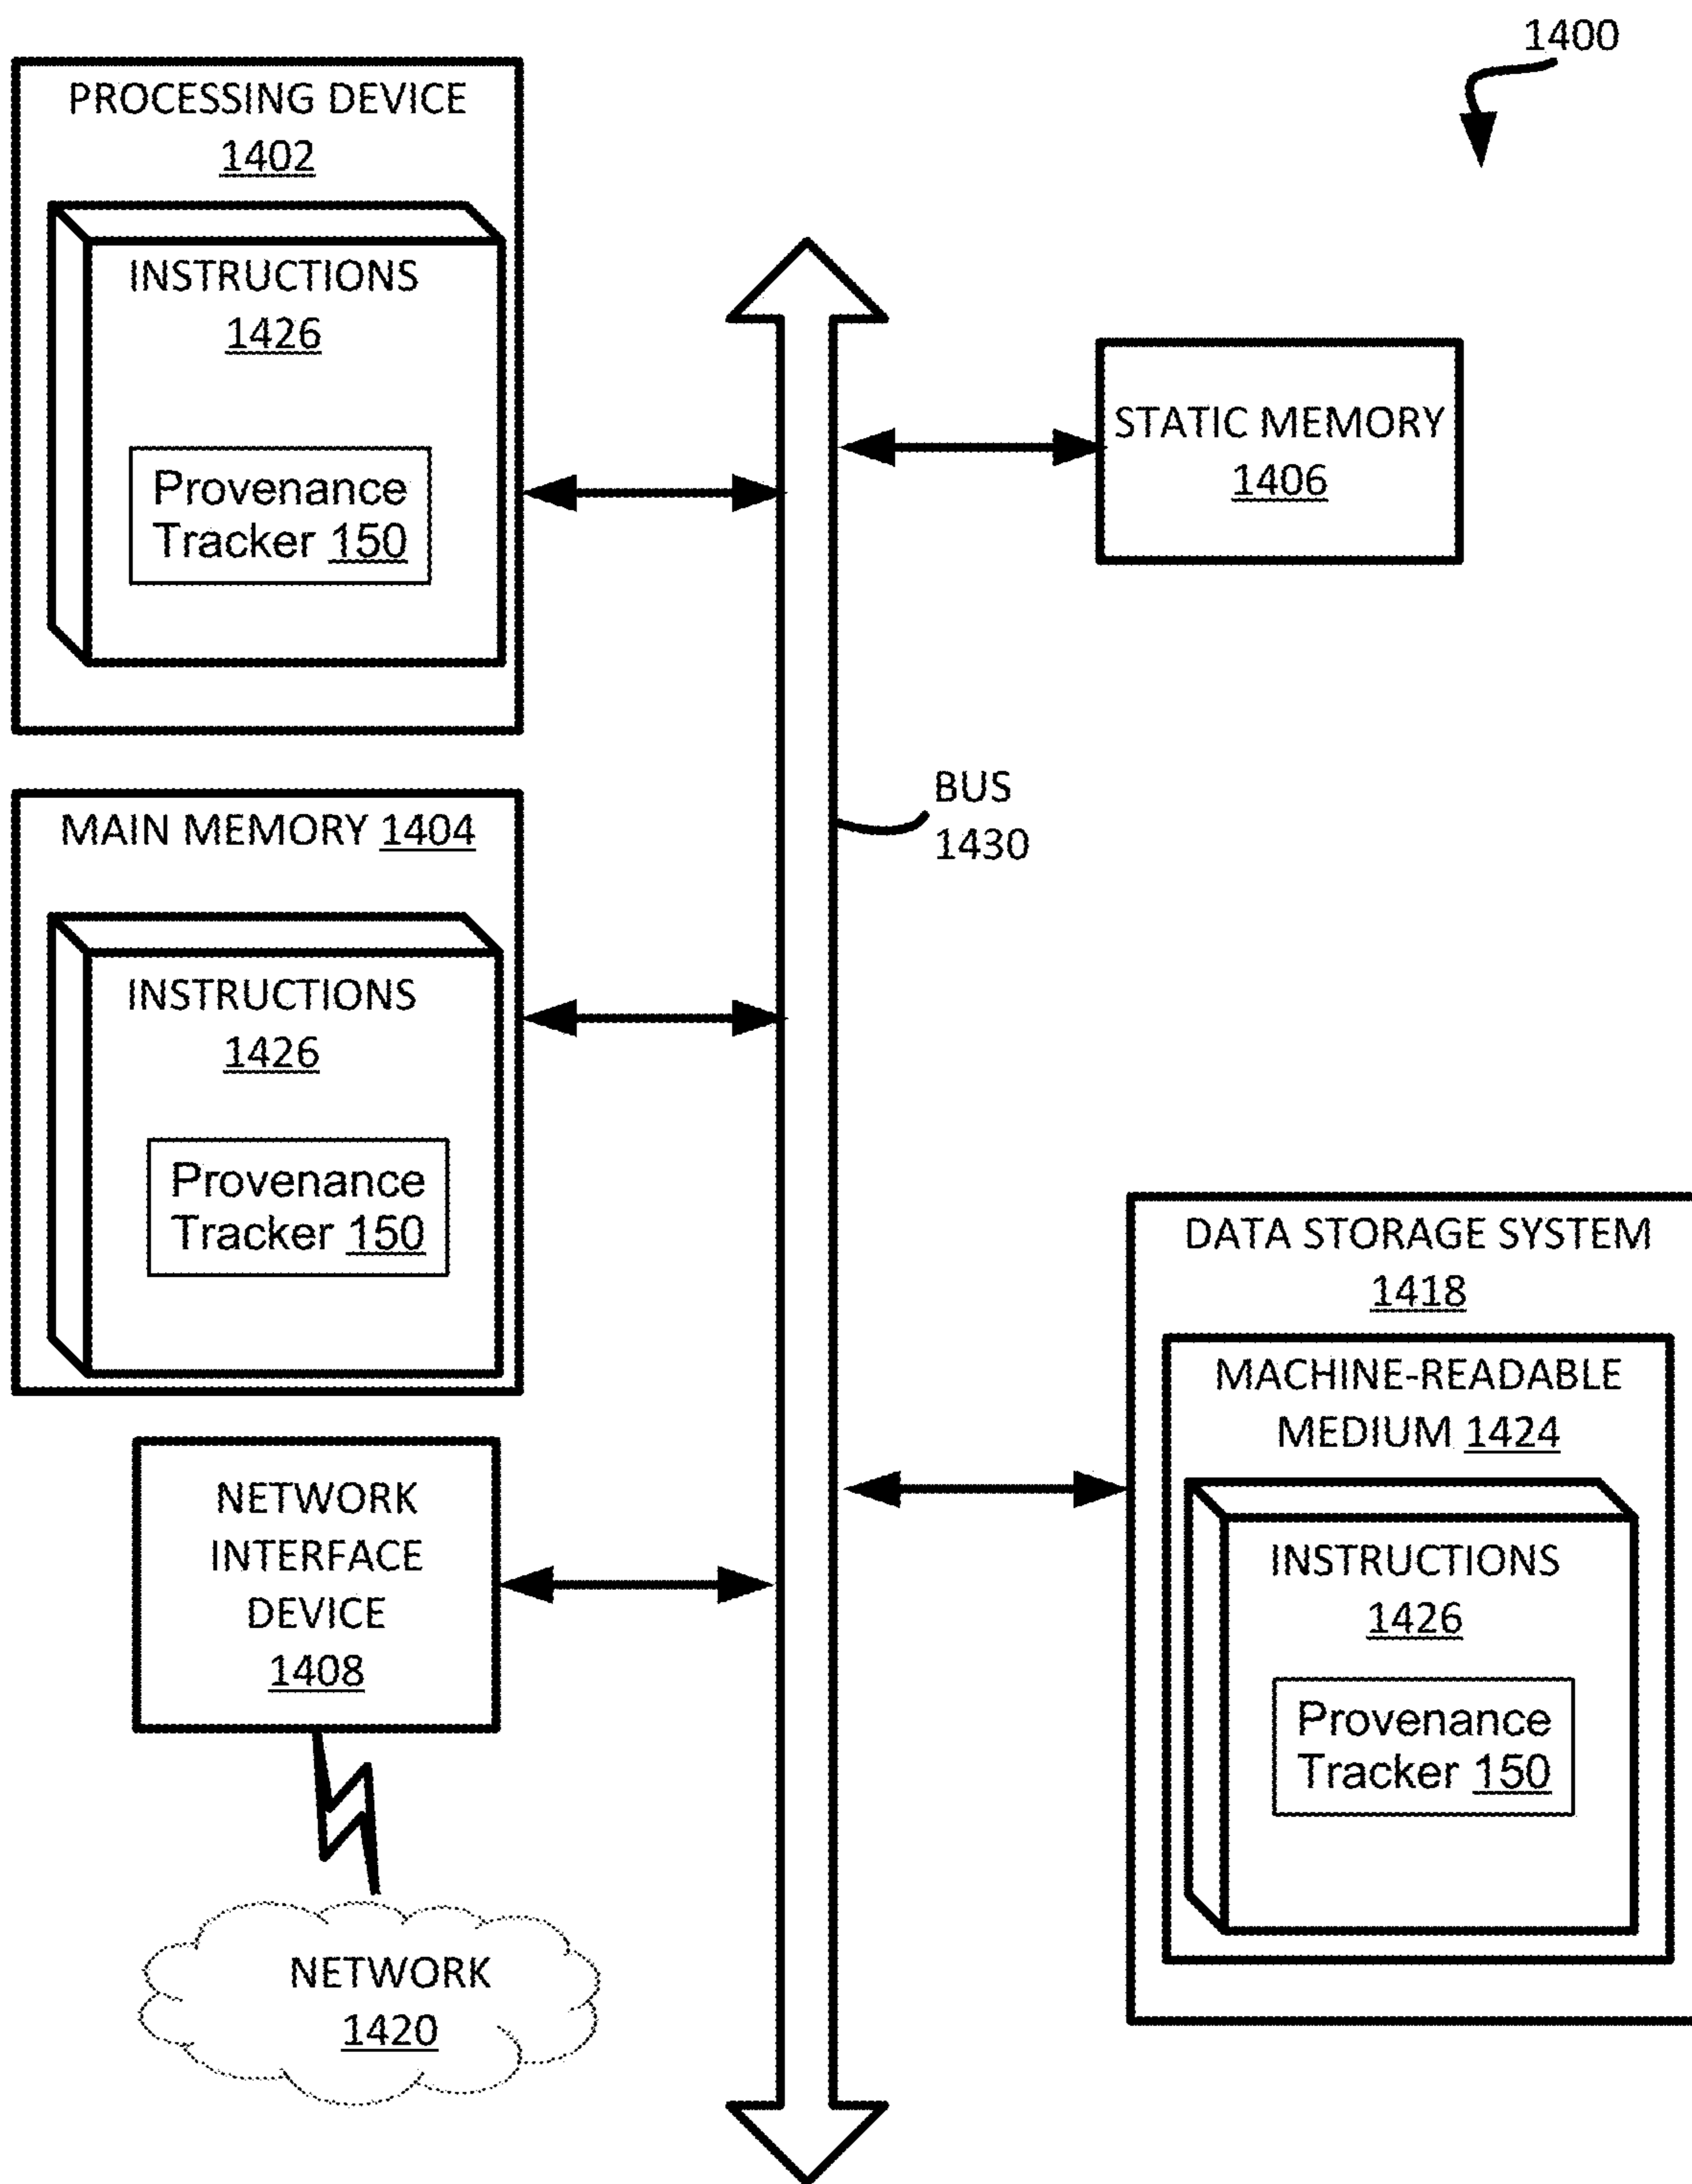 1400
PROCESSING DEVICE
1402
INSTRUCTIONS
1426
Provenance
Tracker 150
STATIC MEMORY
1406
BUS
1430
MAIN MEMORY 1404
INSTRUCTIONS
1426
Provenance
Tracker 150
DATA STORAGE SYSTEM
1418
MACHINE-READABLE
MEDIUM 1424
INSTRUCTIONS
1426
Provenance
Tracker 150
NETWORK
INTERFACE
DEVICE
1408
NETWORK
1420